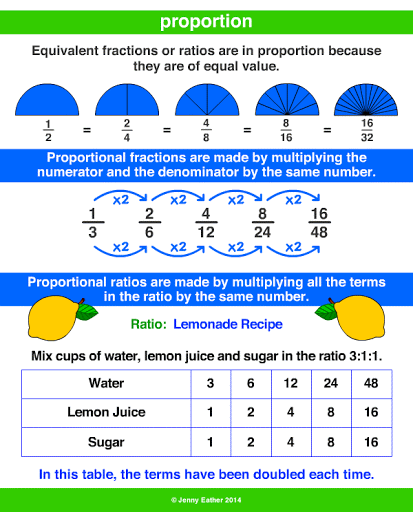 proportion
Equivalent fractions or ratios are in proportion because
they are of equal value.
1/2 = 2/4 = 4/8 = 8/16 = 16/32
Proportional fractions are made by multiplying the
numerator and the denominator by the same number.
x2 x2 x2 x2
1/3 2/6 4/12 8/24 16/48
x2 x2 x2 x2
Proportional ratios are made by multiplying all the terms
in the ratio by the same number.
Ratio: Lemonade Recipe
Mix cups of water, lemon juice and sugar in the ratio 3:1:1.
Water 3 6 12 24 48
Lemon Juice 1 2 4 8 16
Sugar 1 2 4 8 16
In this table, the terms have been doubled each time.
© Jenny Eather 2014